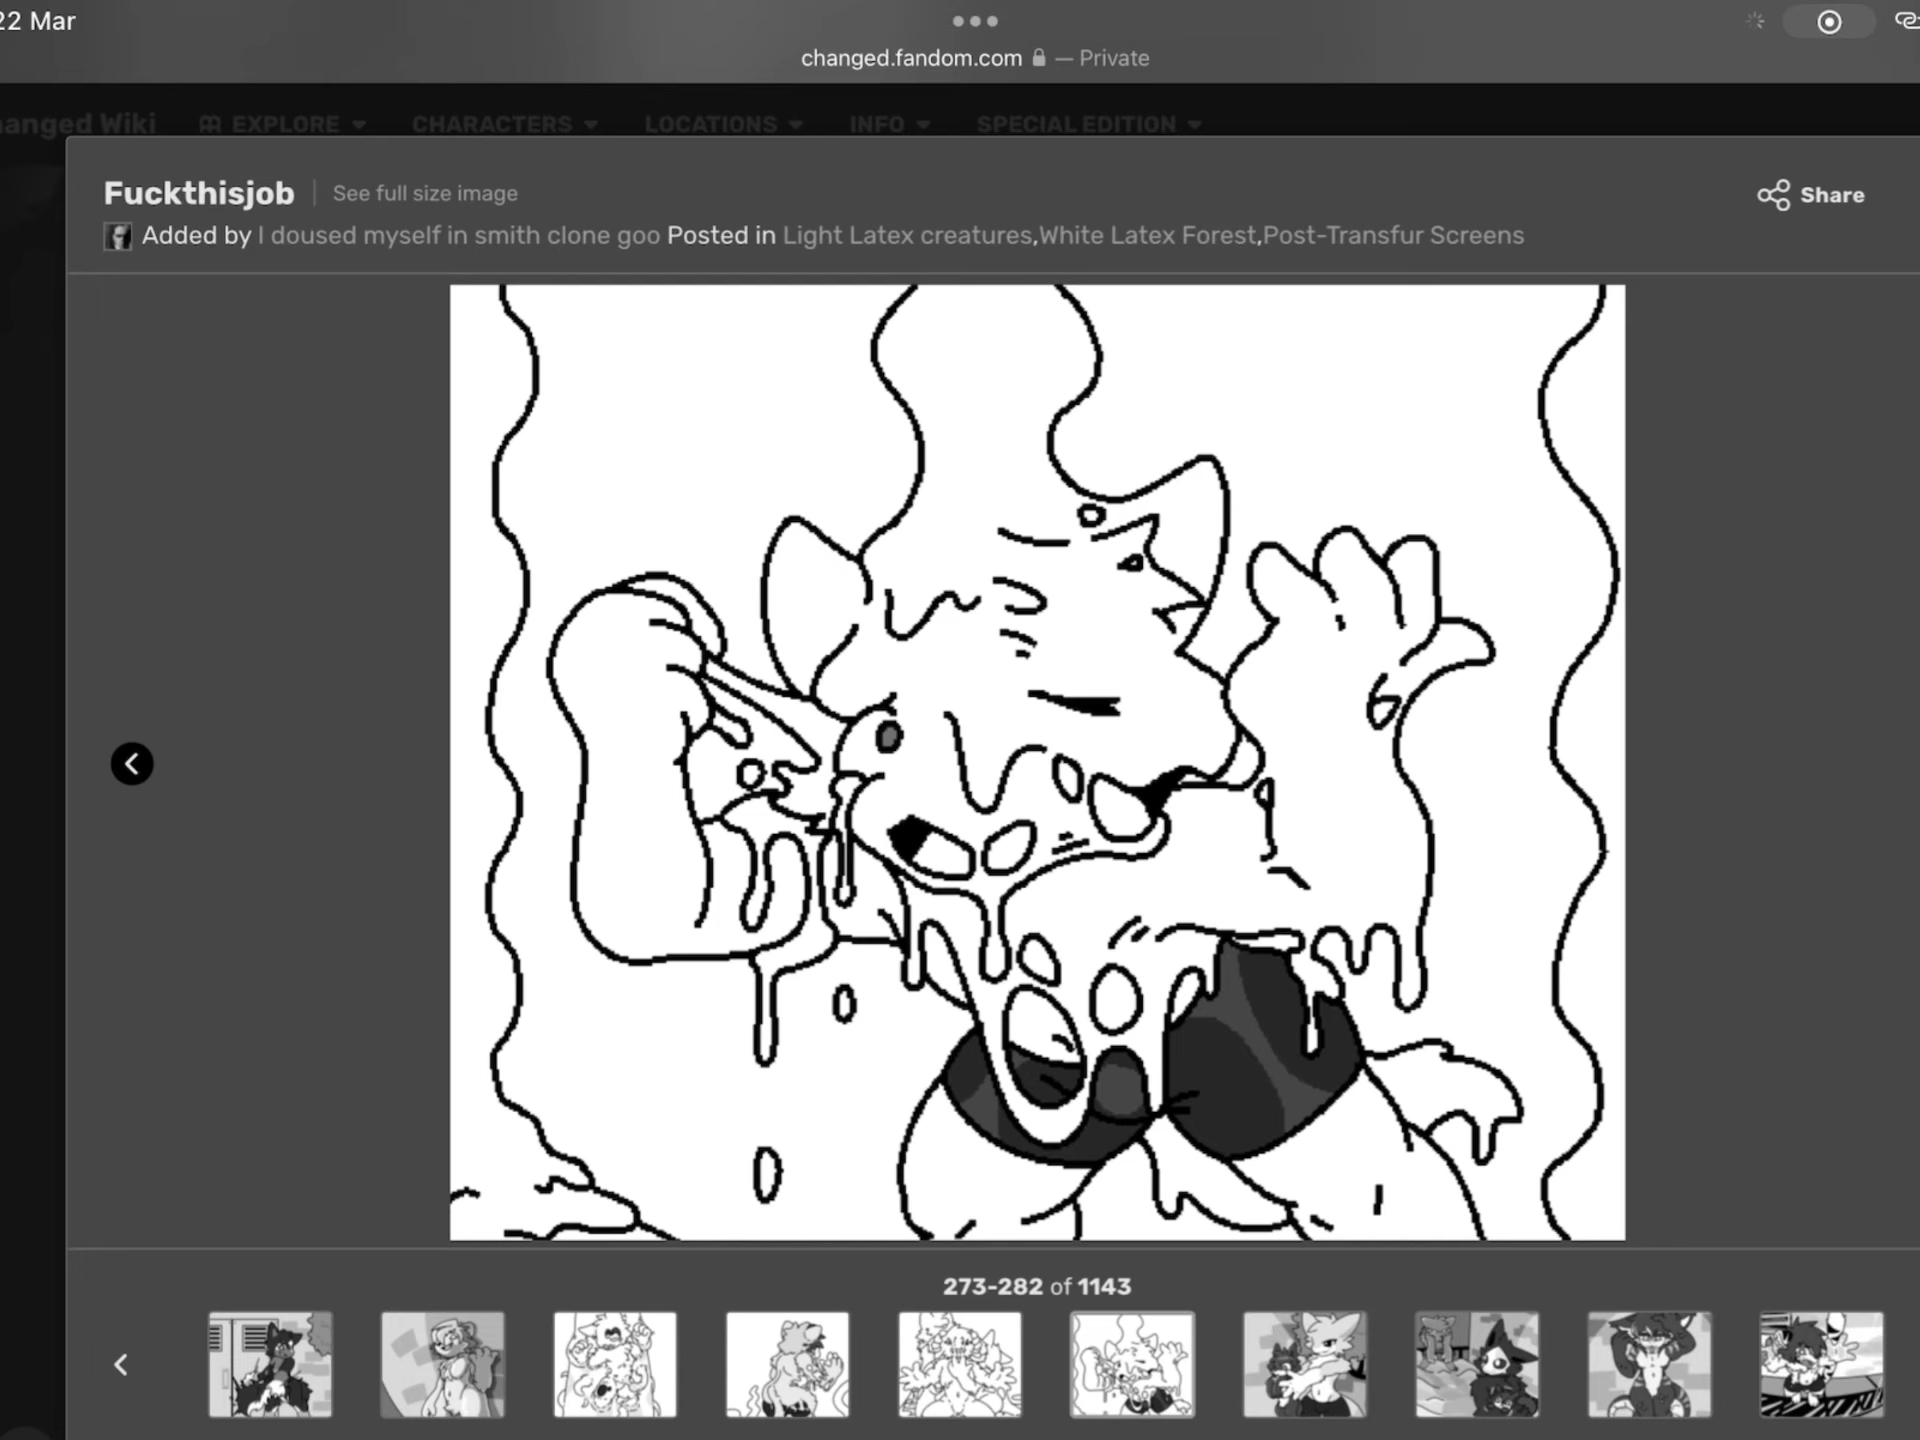 22 Mar
changed.fandom.com — Private
anged Wiki EXPLORE CHARACTERS LOCATIONS INFO SPECIAL EDITION
Fuckthisjob See full size image
Share
Added by I doused myself in smith clone goo Posted in Light Latex creatures,White Latex Forest,Post-Transfur Screens
273-282 of 1143